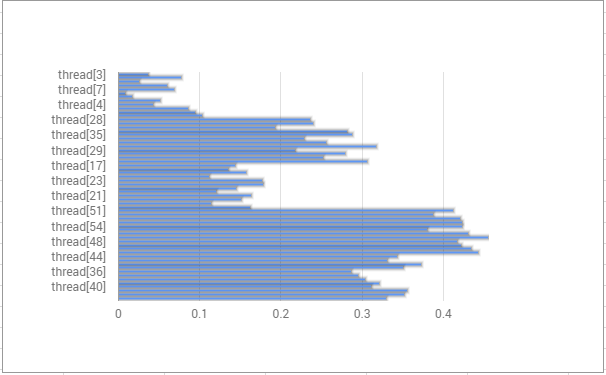 thread[3]
thread[7]
thread[4]
thread[28]
thread[35]
thread[29]
thread[17]
thread[23]
thread[21]
thread[51]
thread[54]
thread[48]
thread[44]
thread[36]
thread[40]
0 0.1 0.2 0.3 0.4